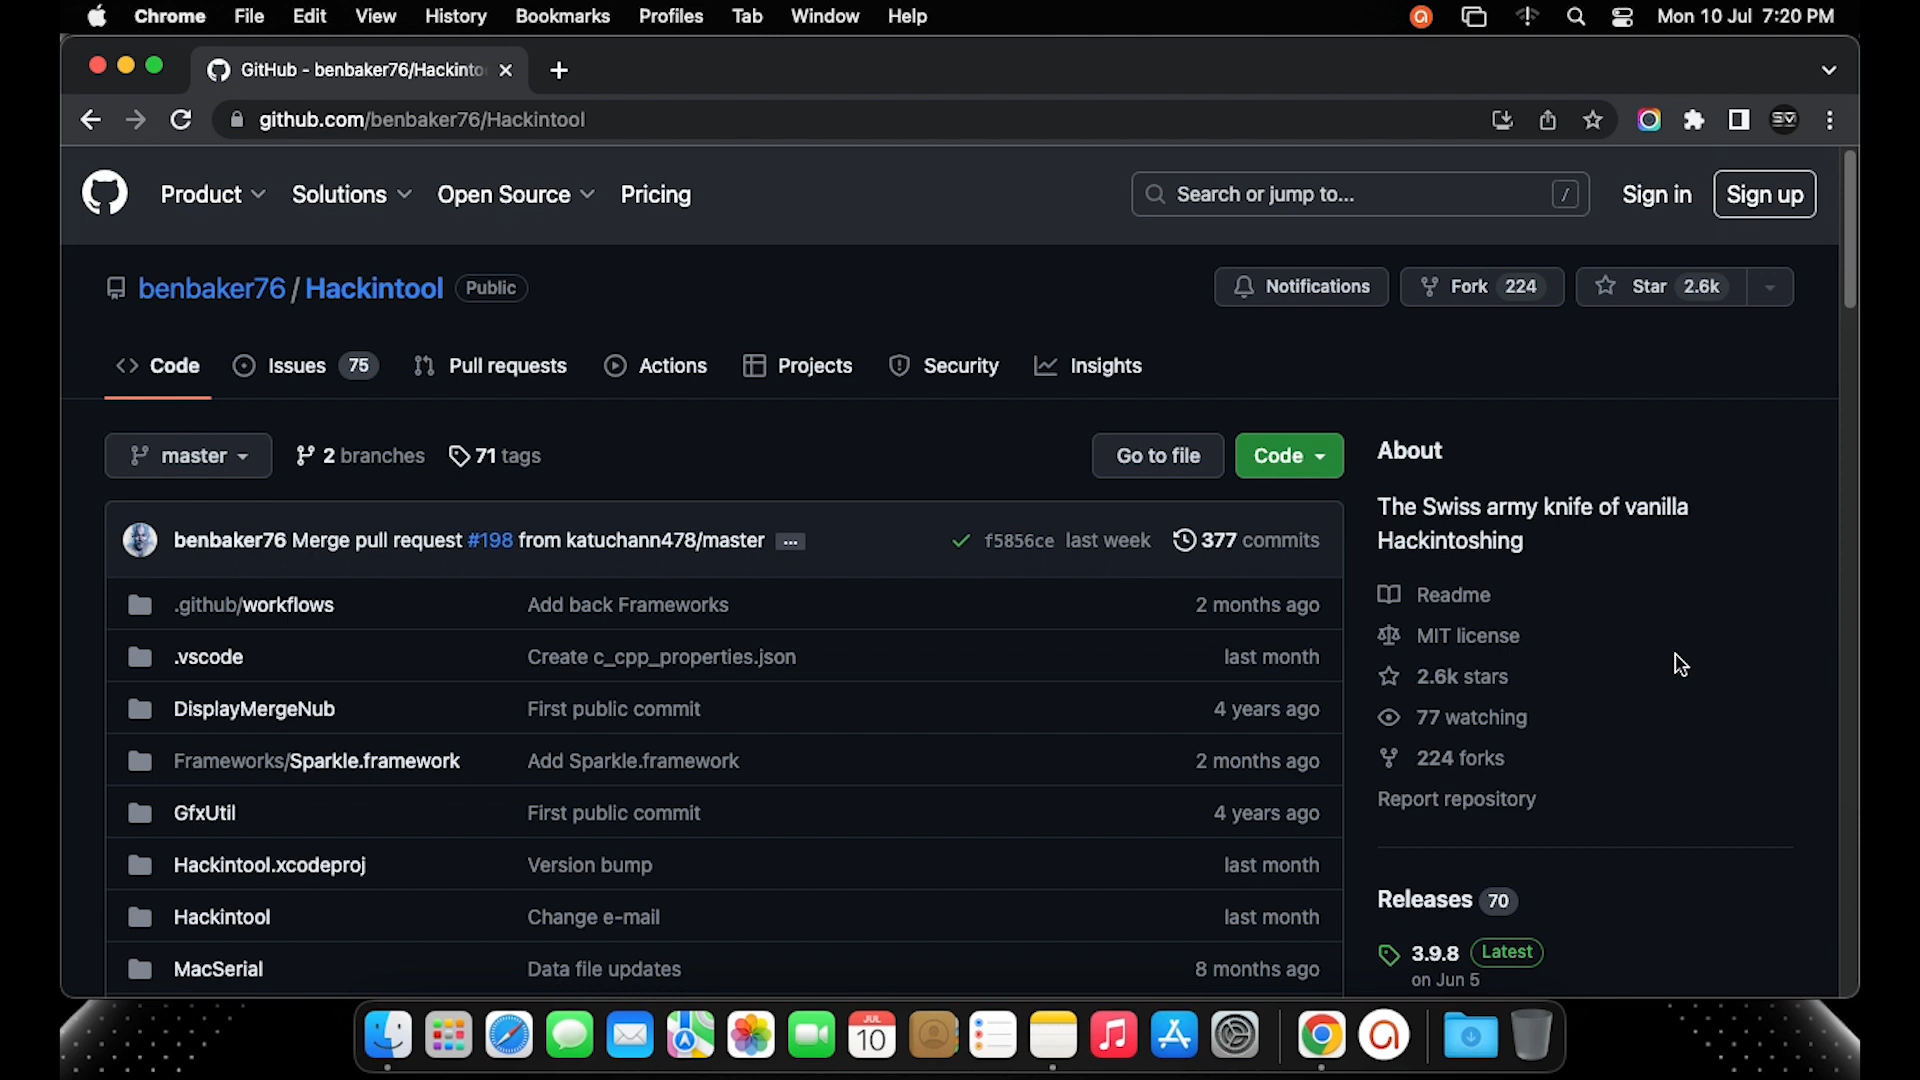 Chrome File Edit View History Bookmarks Profiles Tab Window Help Mon 10 Jul 7:20 PM
GitHub - benbaker76/Hackinto
github.com/benbaker76/Hackintool
Product Solutions Open Source Pricing Search or jump to... / Sign in Sign up
benbaker76/Hackintool Public Notifications Fork 224 Star 2.6k
Code Issues 75 Pull requests Actions Projects Security Insights
master 2 branches 71 tags Go to file Code
benbaker76 Merge pull request #198 from katuchann478/master ... f5856ce last week 377 commits
.github/workflows Add back Frameworks 2 months ago
.vscode Create c_cpp_properties.json last month
DisplayMergeNub First public commit 4 years ago
Frameworks/Sparkle.framework Add Sparkle.framework 2 months ago
GfxUtil First public commit 4 years ago
Hackintool.xcodeproj Version bump last month
Hackintool Change e-mail last month
MacSerial Data file updates 8 months ago
About
The Swiss army knife of vanilla
Hackintoshing
Readme
MIT license
2.6k stars
77 watching
224 forks
Report repository
Releases 70
3.9.8 Latest
on Jun 5
JUL
10